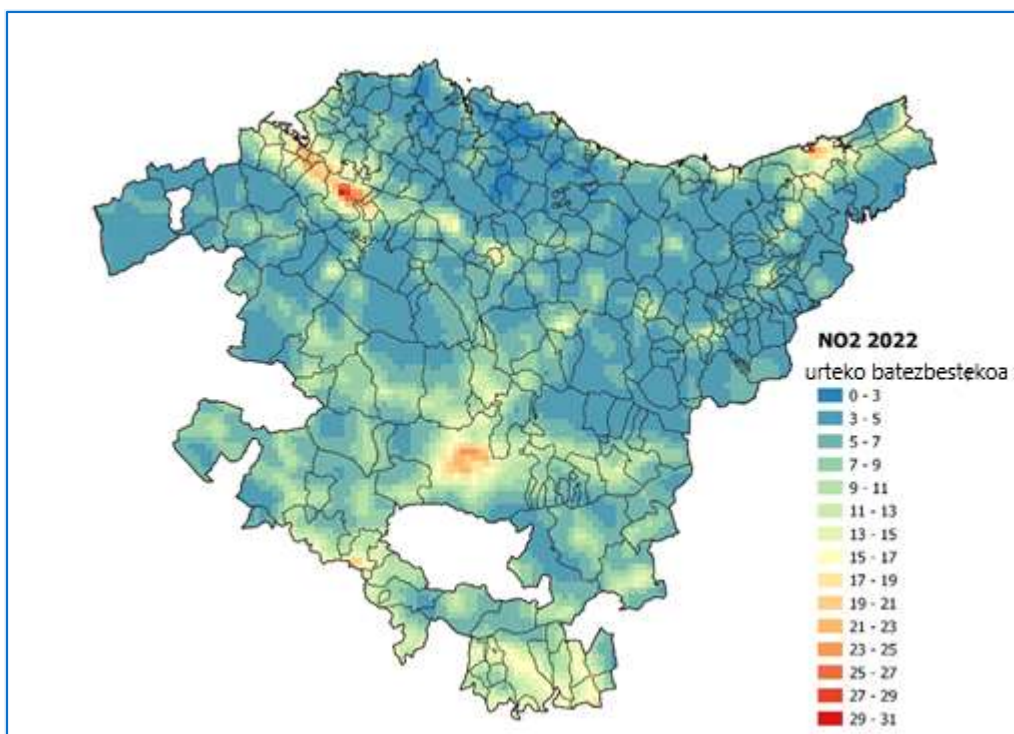 NO2 2022
urteko batezbestekoa
0 - 3
3 - 5
5 - 7
7 - 9
9 - 11
11 - 13
13 - 15
15 - 17
17 - 19
19 - 21
21 - 23
23 - 25
25 - 27
27 - 29
29 - 31